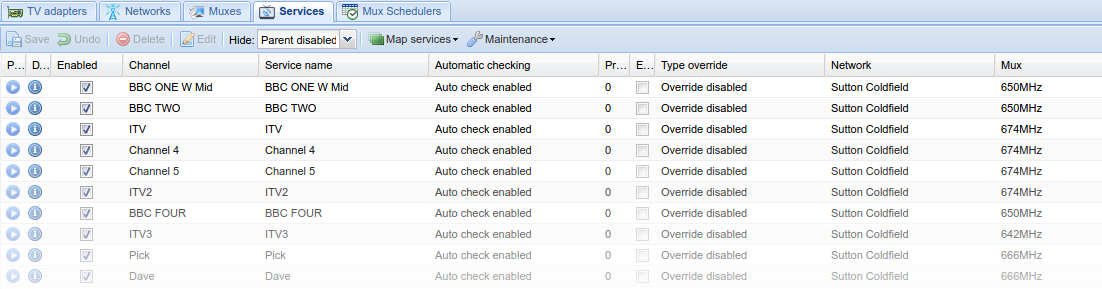 TV adapters Networks Muxes Services Mux Schedulers
Save Undo Delete Edit Hide: Parent disabled Map services Maintenance
P... D... Enabled Channel Service name Automatic checking Pr... E... Type override Network Mux
BBC ONE W Mid BBC ONE W Mid Auto check enabled 0 Override disabled Sutton Coldfield 650MHz
BBC TWO BBC TWO Auto check enabled 0 Override disabled Sutton Coldfield 650MHz
ITV ITV Auto check enabled 0 Override disabled Sutton Coldfield 674MHz
Channel 4 Channel 4 Auto check enabled 0 Override disabled Sutton Coldfield 674MHz
Channel 5 Channel 5 Auto check enabled 0 Override disabled Sutton Coldfield 674MHz
ITV2 ITV2 Auto check enabled 0 Override disabled Sutton Coldfield 674MHz
BBC FOUR BBC FOUR Auto check enabled 0 Override disabled Sutton Coldfield 650MHz
ITV3 ITV3 Auto check enabled 0 Override disabled Sutton Coldfield 642MHz
Pick Pick Auto check enabled 0 Override disabled Sutton Coldfield 666MHz
Dave Dave Auto check enabled 0 Override disabled Sutton Coldfield 666MHz